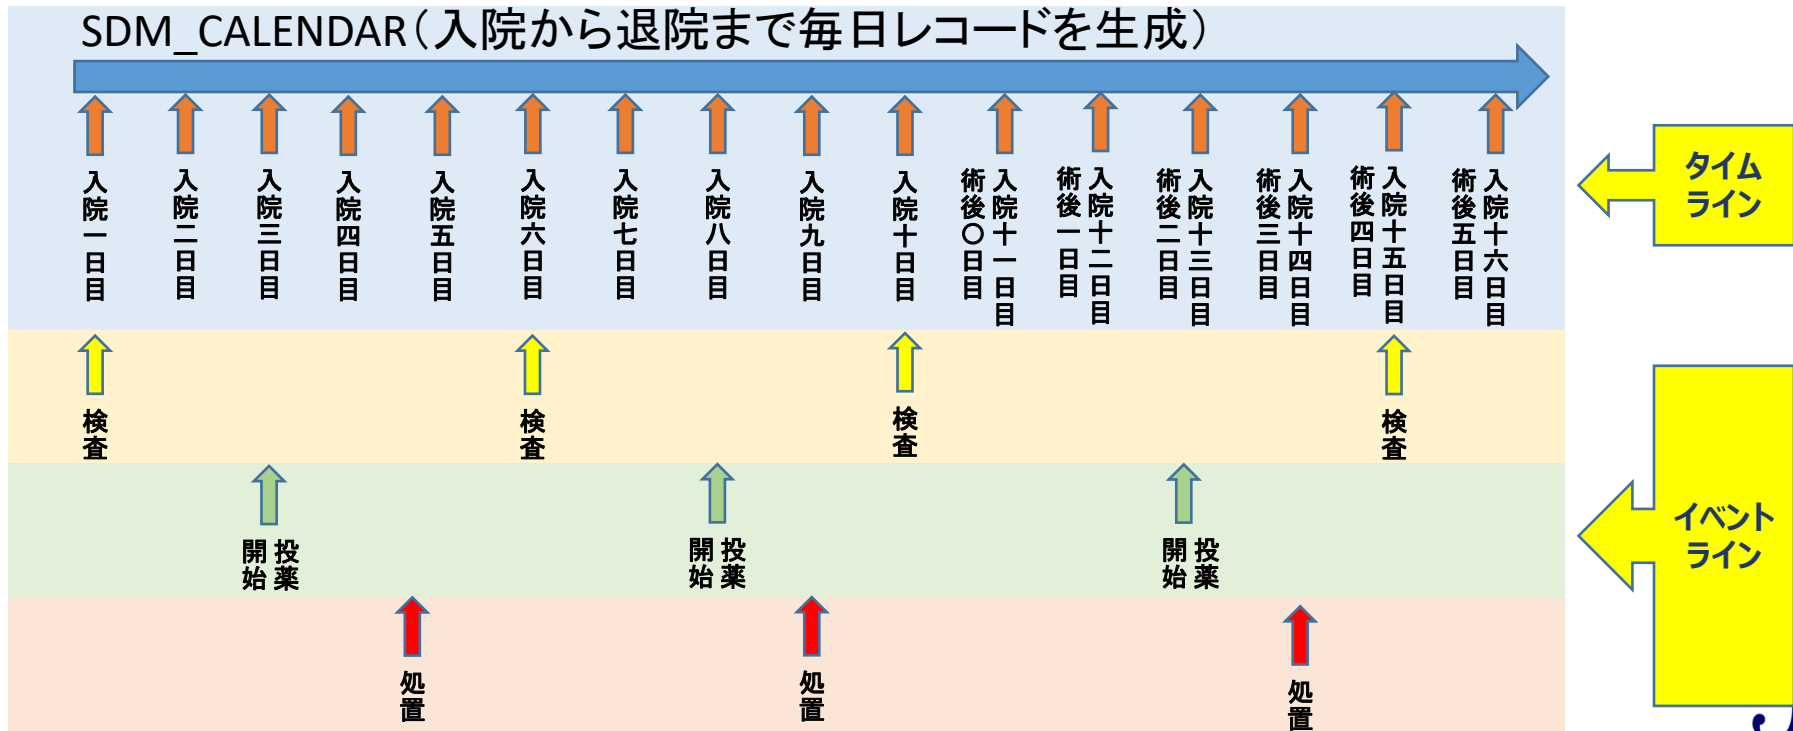 SDM_CALENDAR(入院から退院まで毎日レコードを生成)
入院一日目
入院二日目
入院三日目
入院四日目
入院五日目
入院六日目
入院七日目
入院八日目
入院九日目
入院十日目
入院十一日目
術後〇日目
入院十二日目
術後一日目
入院十三日目
術後二日目
入院十四日目
術後三日目
入院十五日目
術後四日目
入院十六日目
術後五日目
タイム
ライン
検査
検査
検査
検査
投薬
開始
投薬
開始
投薬
開始
イベント
ライン
処置
処置
処置